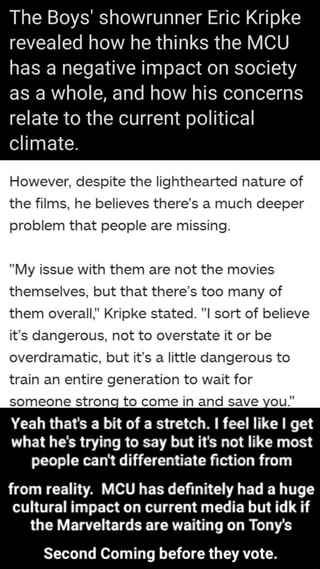 The Boys' showrunner Eric Kripke
revealed how he thinks the MCU
has a negative impact on society
as a whole, and how his concerns
relate to the current political
climate.
However, despite the lighthearted nature of
the films, he believes there's a much deeper
problem that people are missing.
"My issue with them are not the movies
themselves, but that there's too many of
them overall," Kripke stated. "I sort of believe
it's dangerous, not to overstate it or be
overdramatic, but it's a little dangerous to
train an entire generation to wait for
someone strong to come in and save you."
Yeah that's a bit of a stretch. I feel like I get
what he's trying to say but it's not like most
people can't differentiate fiction from
from reality. MCU has definitely had a huge
cultural impact on current media but idk if
the Marveltards are waiting on Tony's
Second Coming before they vote.